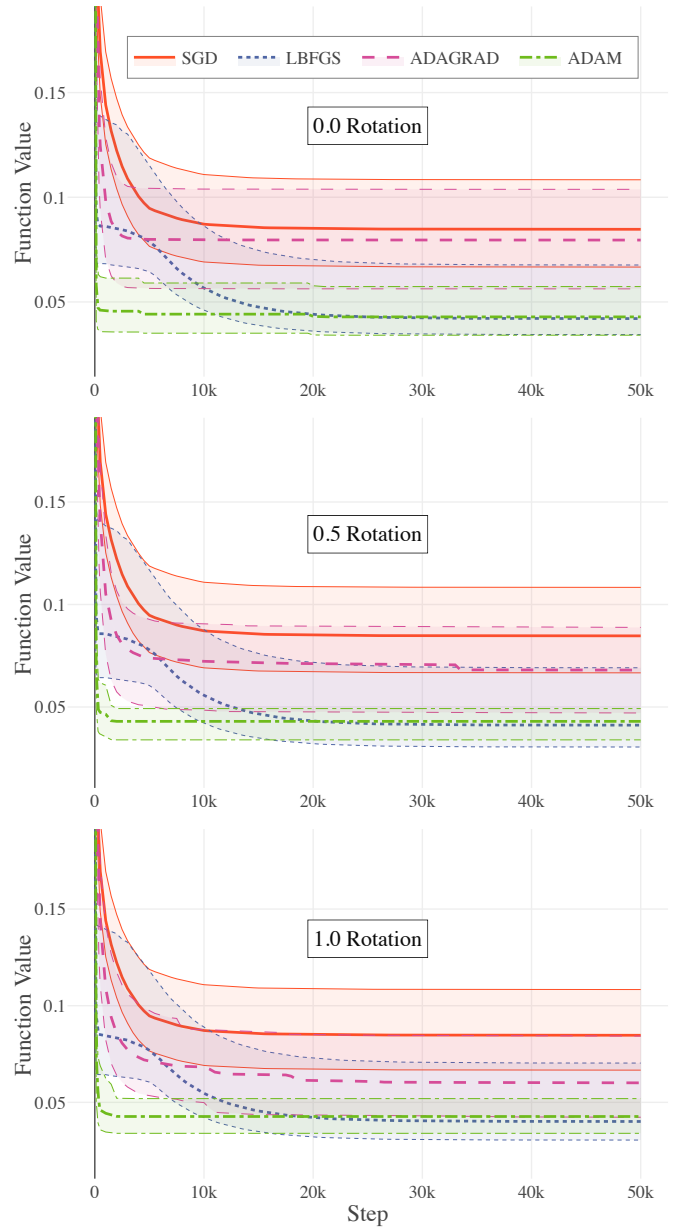 SGD LBFGS ADAGRAD ADAM
0.15
0.0 Rotation
Function Value
0.1
0.05
0 10k 20k 30k 40k 50k
0.15
0.5 Rotation
Function Value
0.1
0.05
0 10k 20k 30k 40k 50k
0.15
1.0 Rotation
Function Value
0.1
0.05
0 10k 20k 30k 40k 50k
Step